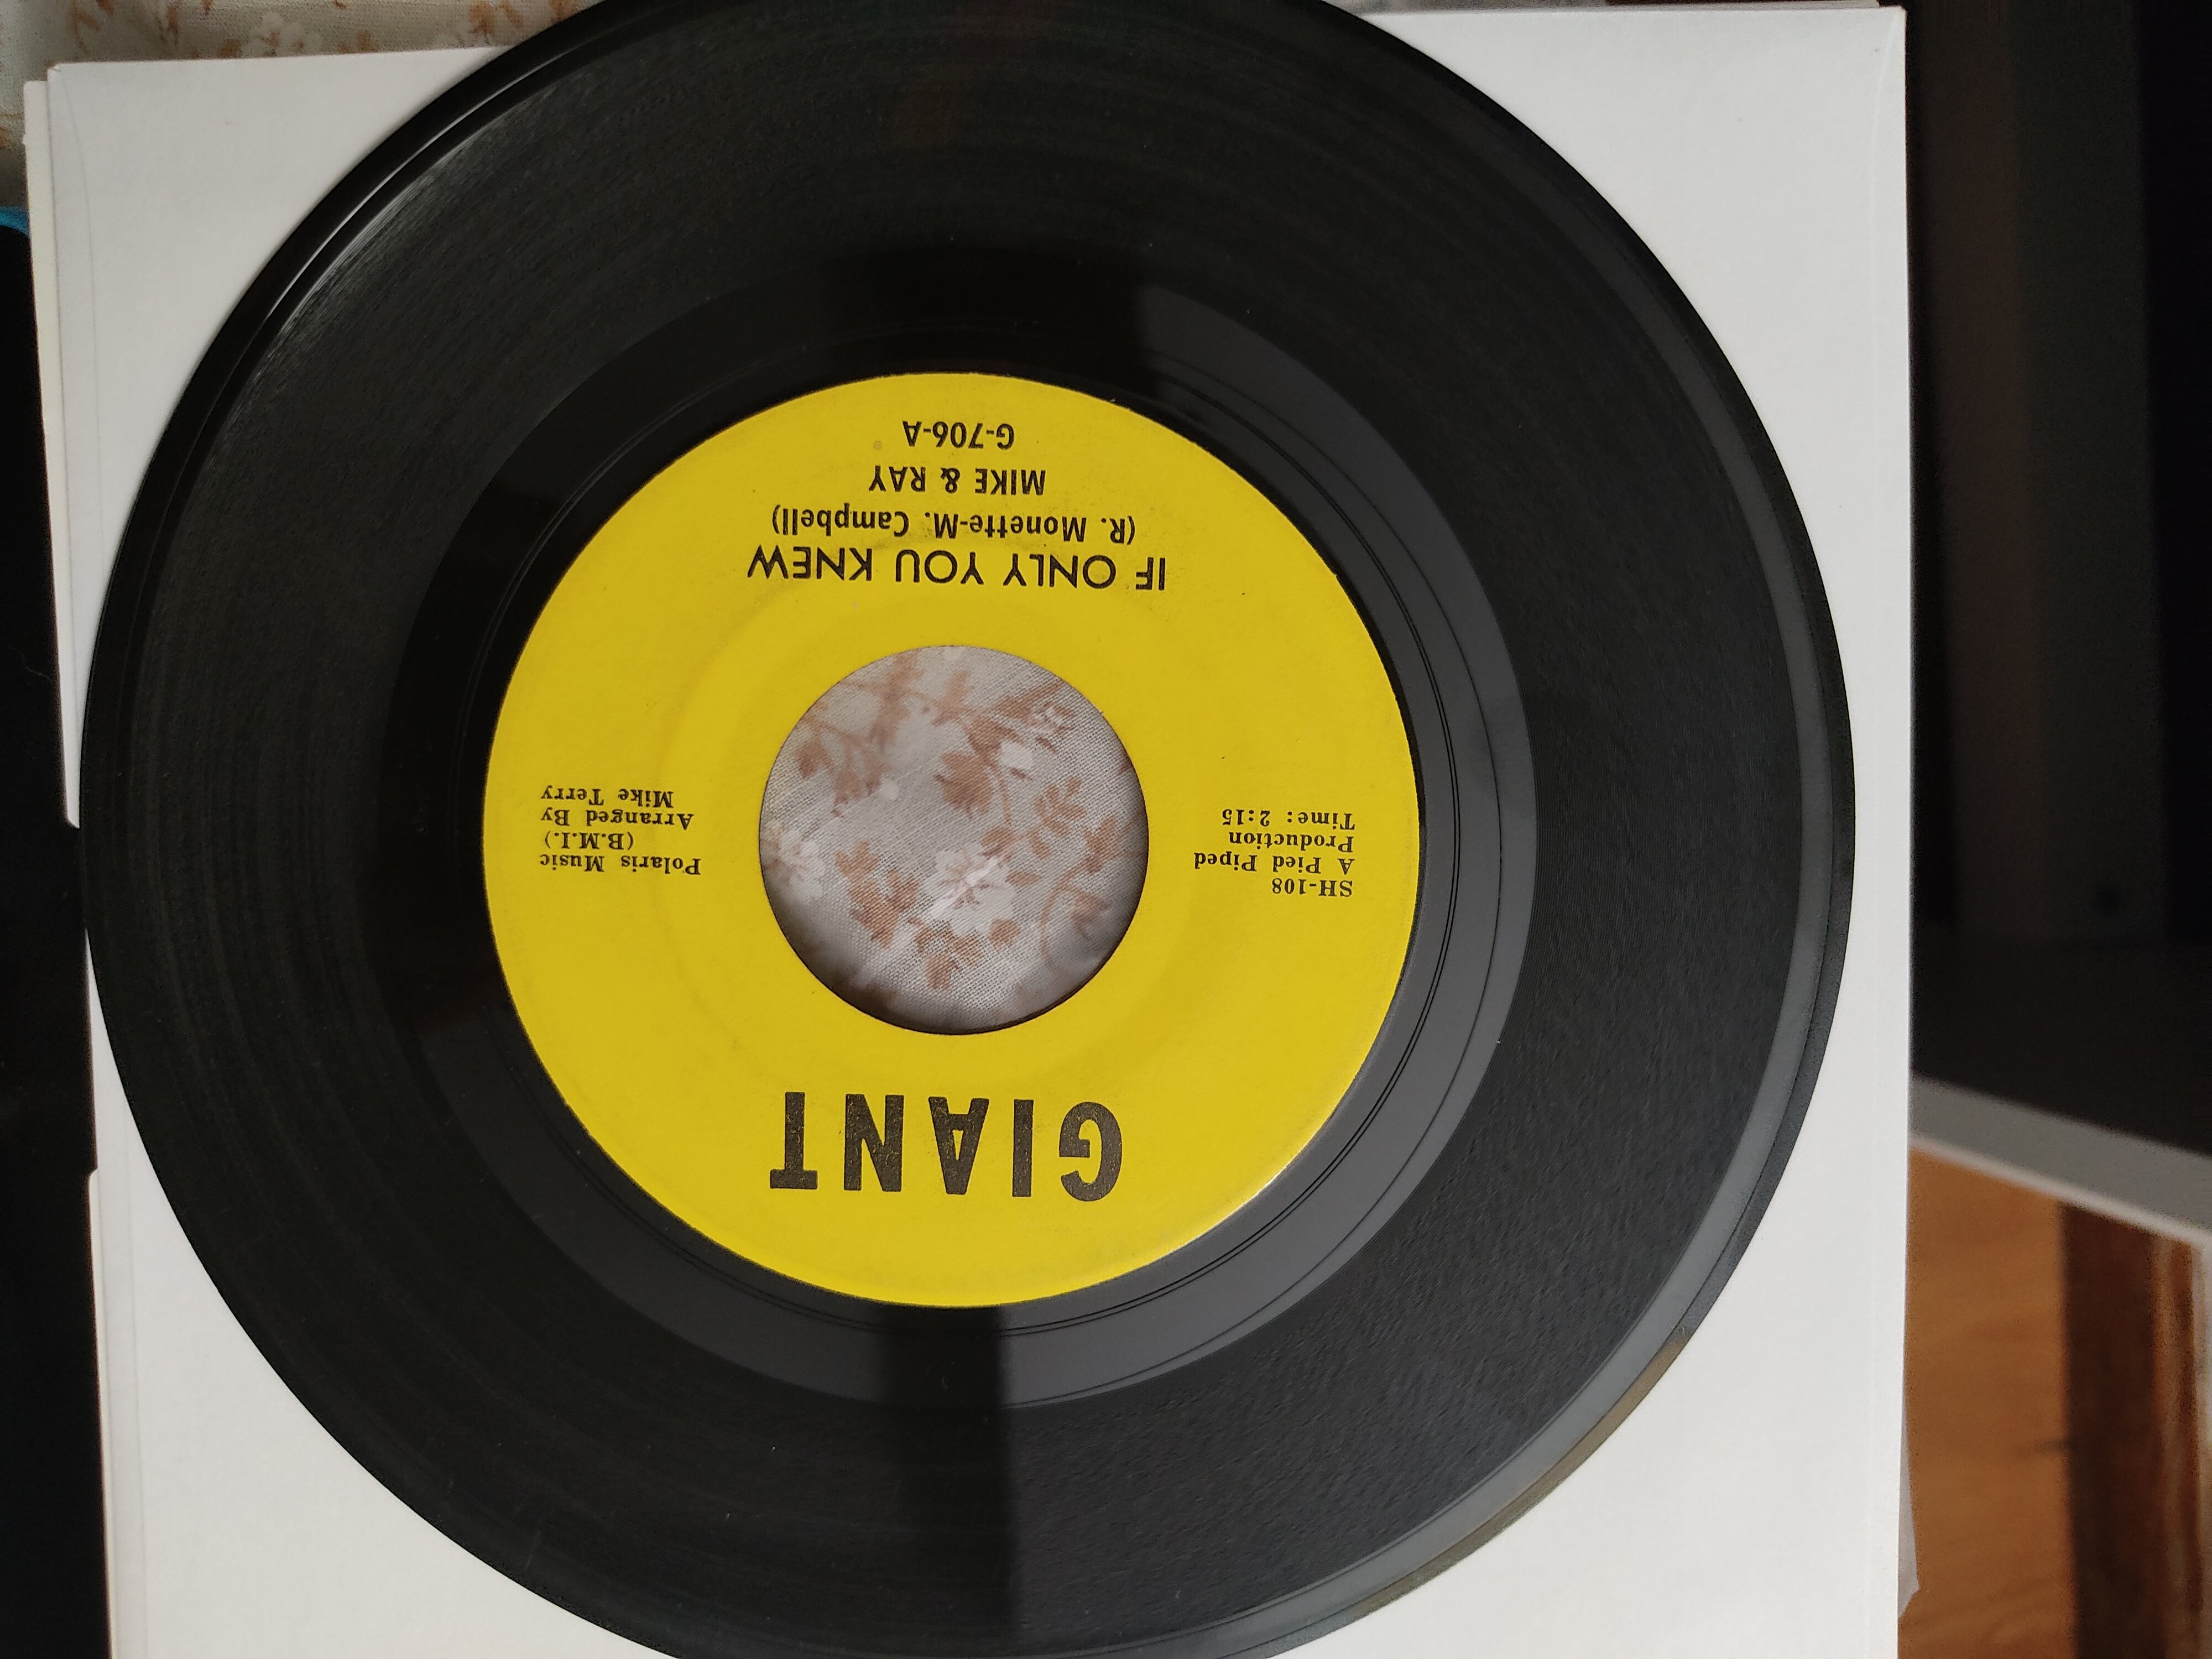 GIANT
Polaris Music
(B.M.I.)
Arranged By
Mike Terry
SH-108
A Pied Piped
Production
Time: 2:15
IF ONLY YOU KNEW
(R. Monette-M. Campbell)
MIKE & RAY
G-706-A